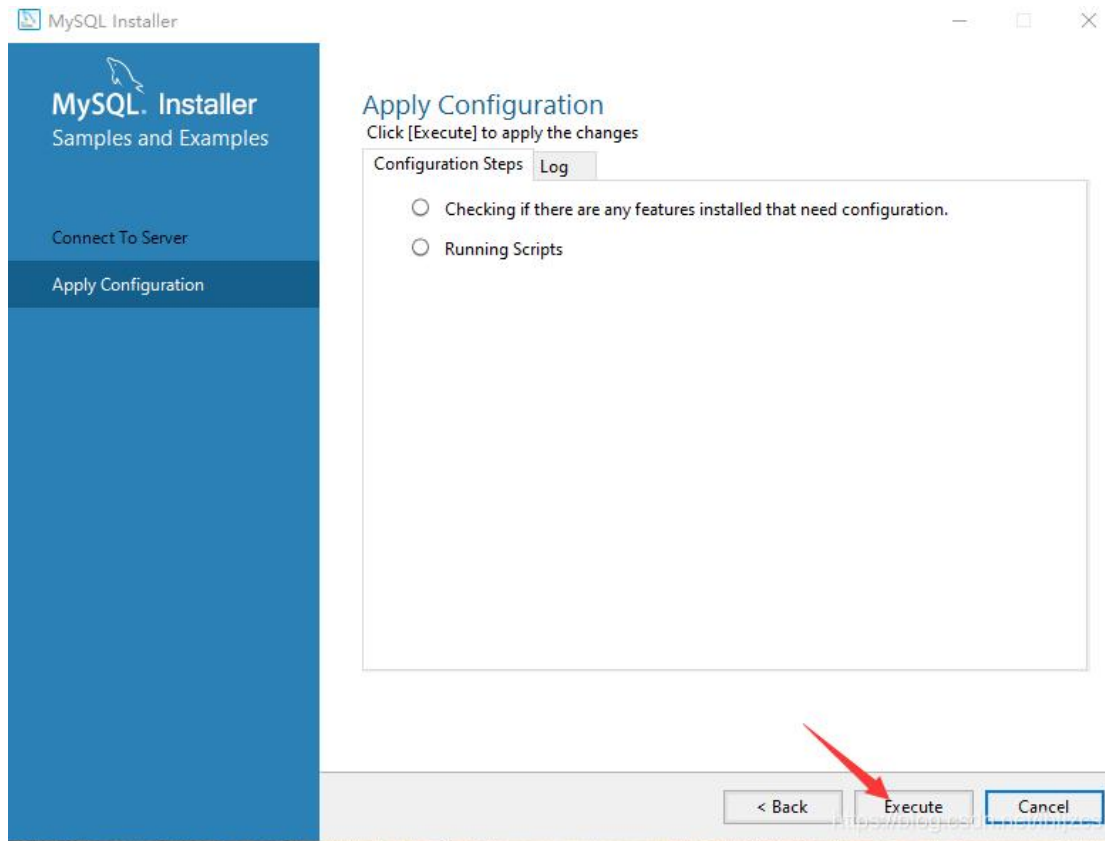 MySQL Installer
MySQL. Installer
Samples and Examples
Connect To Server
Apply Configuration
Apply Configuration
Click [Execute] to apply the changes
Configuration Steps
Log
Checking if there are any features installed that need configuration.
Running Scripts
< Back
Execute
Cancel